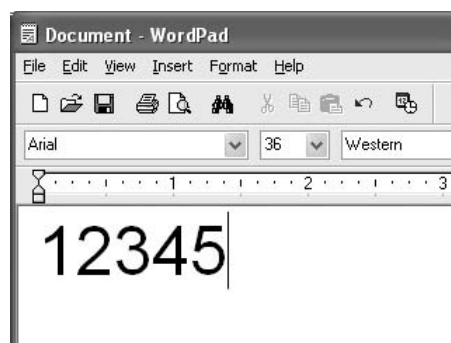 Document - WordPad
File Edit View Insert Format Help
Arial 36 Western
1 2 3
12345